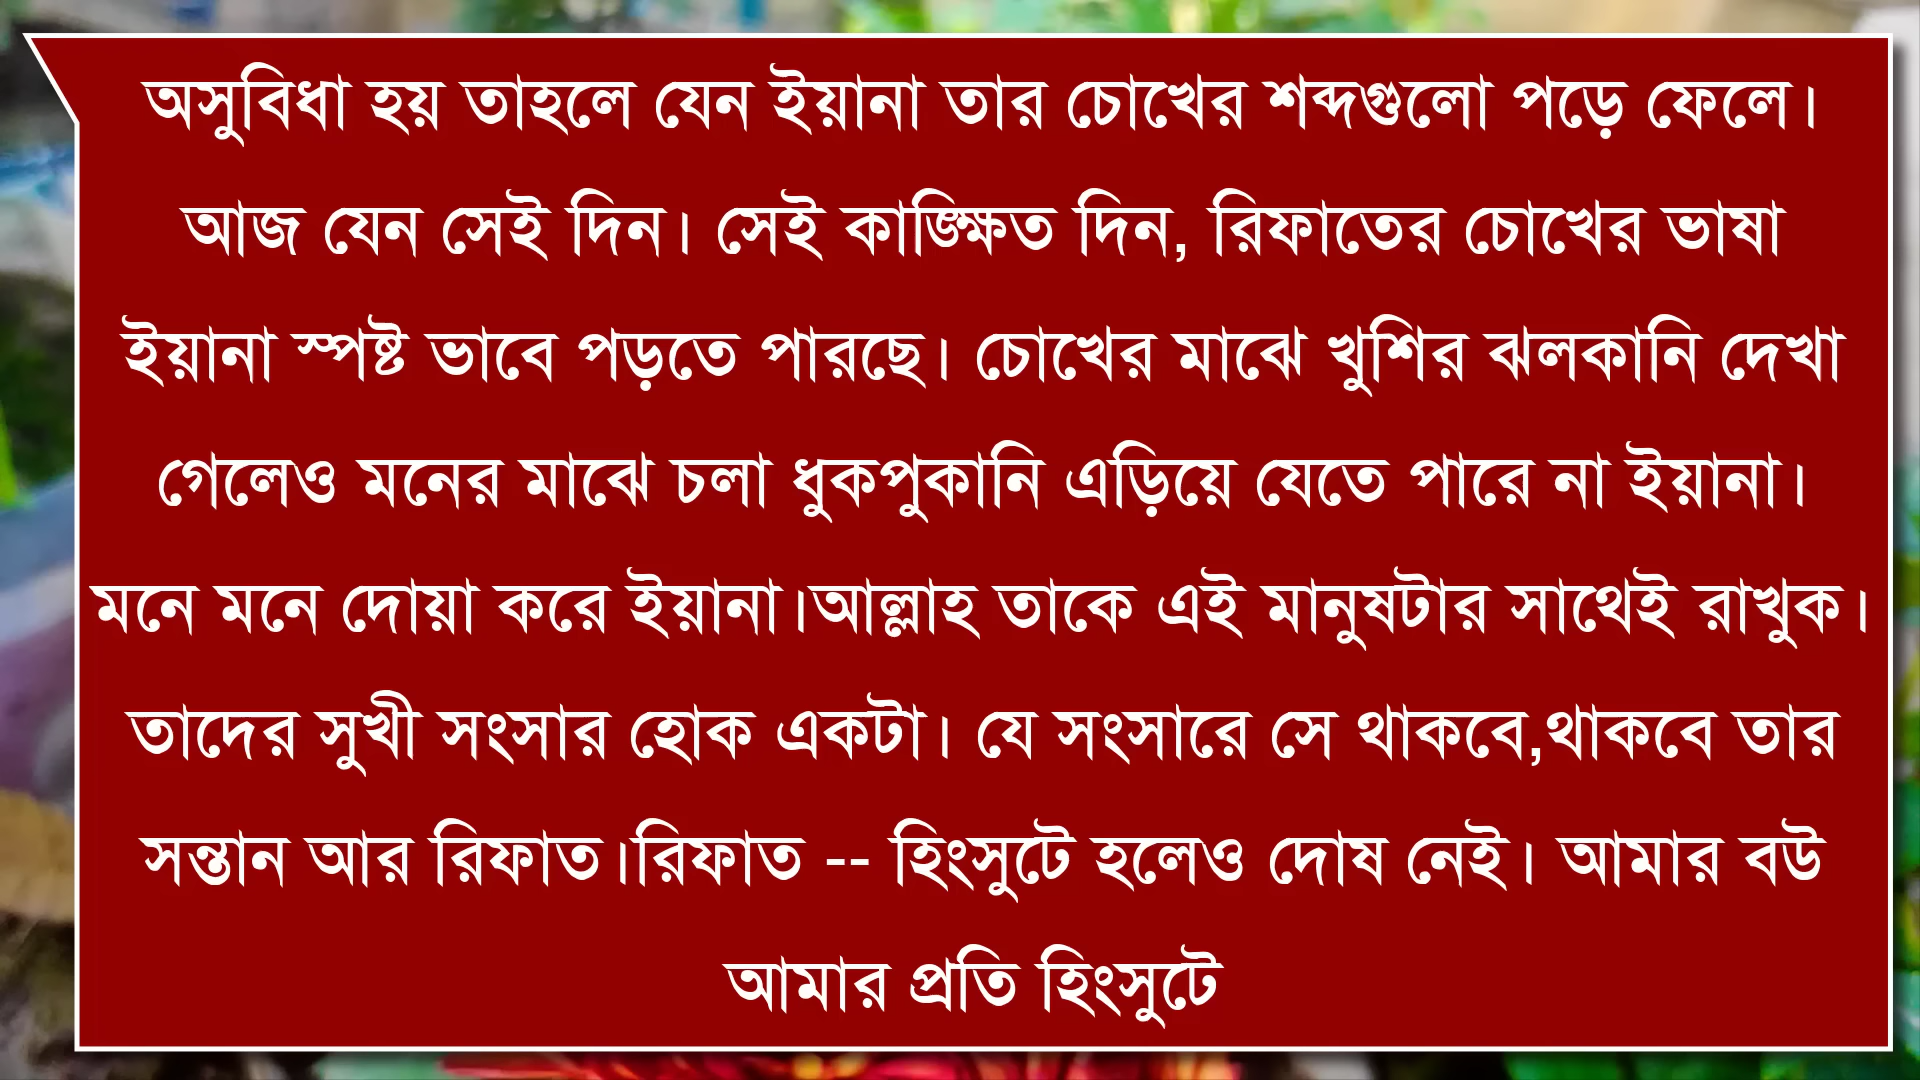 অসুবিধা হয় তাহলে যেন ইয়ানা তার চোখের শব্দগুলো পড়ে ফেলে।
আজ যেন সেই দিন। সেই কাঙ্ক্ষিত দিন, রিফাতের চোখের ভাষা
ইয়ানা স্পষ্ট ভাবে পড়তে পারছে। চোখের মাঝে খুশির ঝলকানি দেখা
গেলেও মনের মাঝে চলা ধুকপুকানি এড়িয়ে যেতে পারে না ইয়ানা।
মনে মনে দোয়া করে ইয়ানা।আল্লাহ তাকে এই মানুষটার সাথেই রাখুক।
তাদের সুখী সংসার হোক একটা। যে সংসারে সে থাকবে,থাকবে তার
সন্তান আর রিফাত।রিফাত -- হিংসুটে হলেও দোষ নেই। আমার বউ
আমার প্রতি হিংসুটে